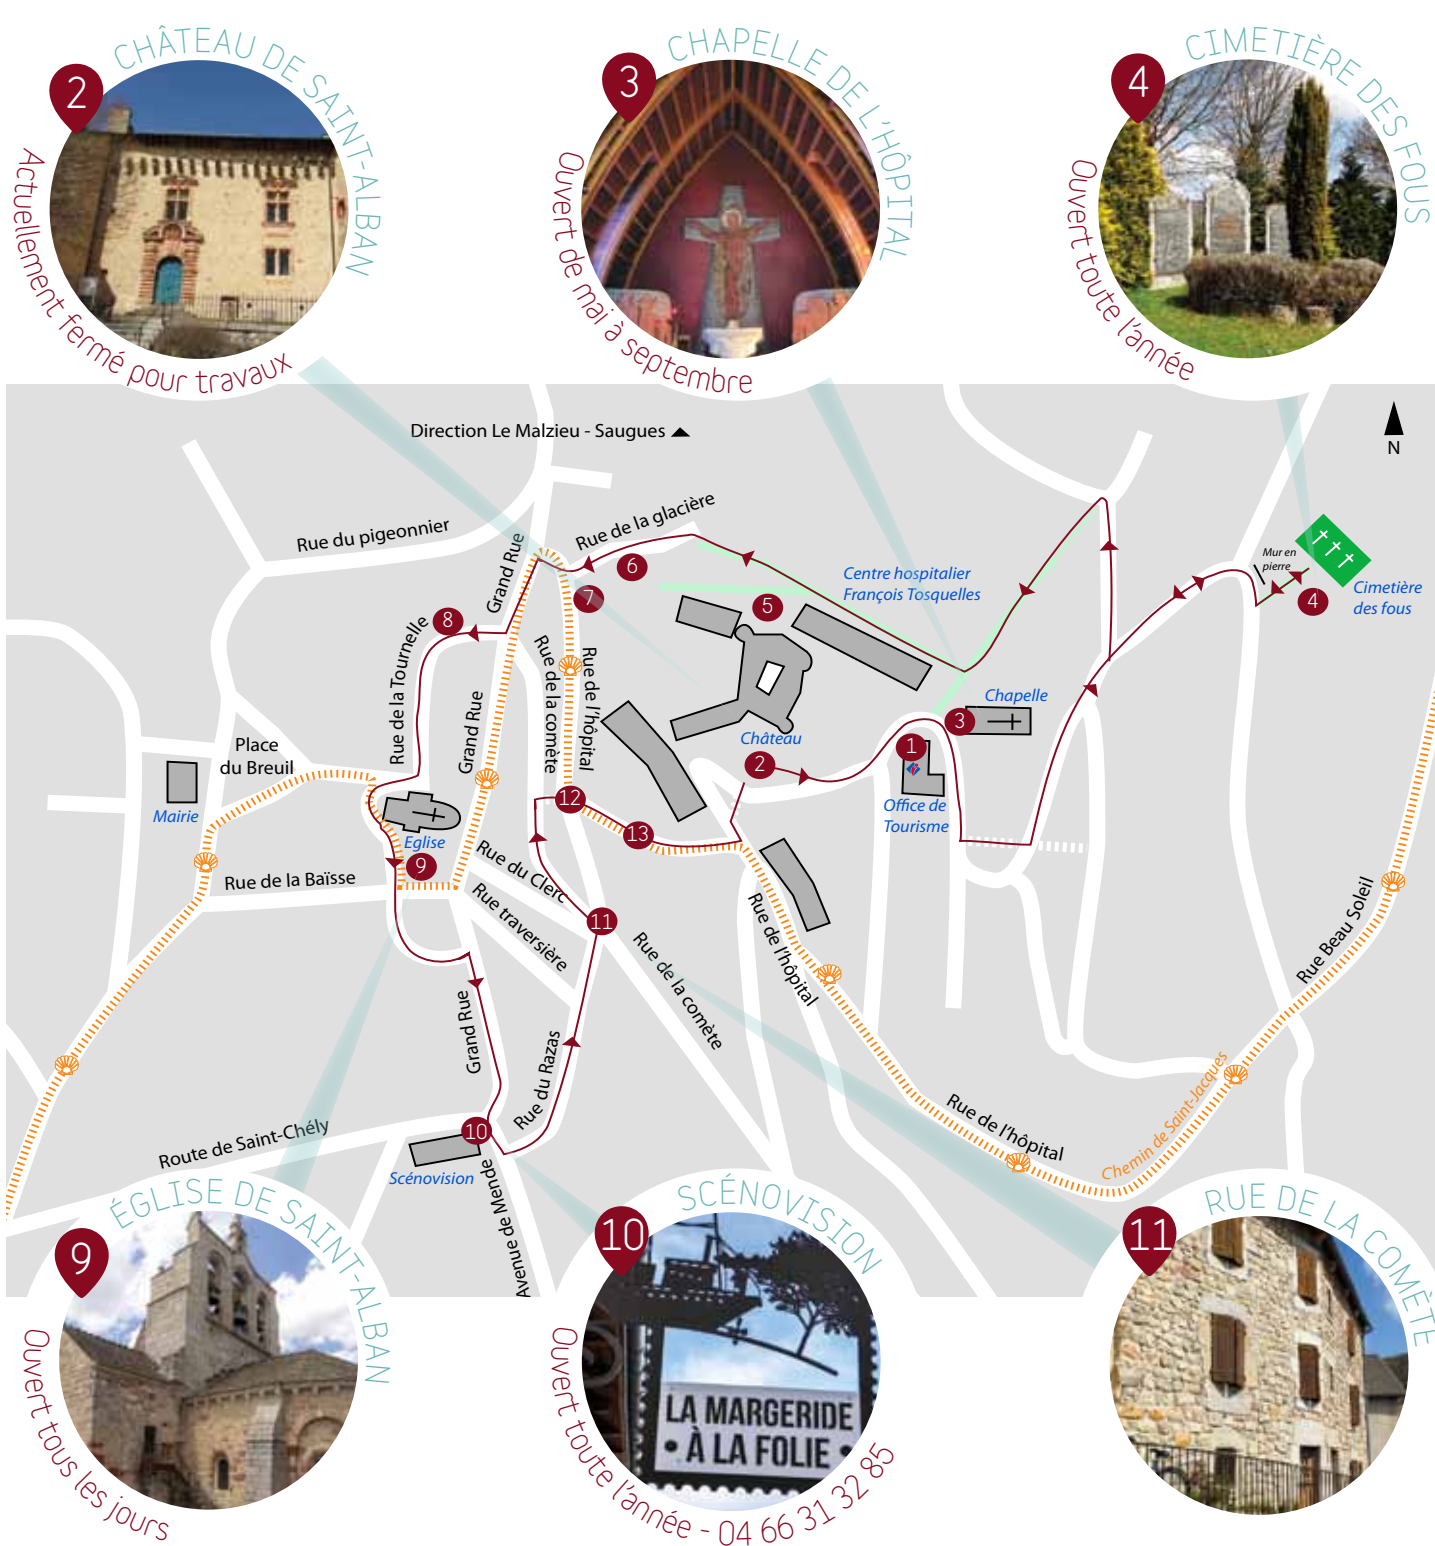 2
CHÂTEAU DE SAINT-ALBAN
Actuellement fermé pour travaux
3
CHAPELLE DE L'HÔPITAL
Ouvert de mai à septembre
4
CIMETIÈRE DES FOUS
Ouvert toute l'année
Direction Le Malzieu - Saugues
N
Rue du pigeonnier
Grand Rue
Rue de la glacière
6
7
5
Centre hospitalier
François Tosquelles
Mur en
pierre
4
Cimetière
des fous
8
Rue de la Tournelle
Grand Rue
Rue de la comète
Rue de l'hôpital
Chapelle
3
Château
2
1
Office de
Tourisme
Place
du Breuil
Mairie
Eglise
9
12
13
Rue de la Baïsse
Rue du Clerc
Rue traversière
11
Rue de la comète
Rue de l'hôpital
Rue Beau Soleil
Grand Rue
Rue du Razas
Route de Saint-Chély
10
Scénovision
Avenue de Mende
Rue de l'hôpital
Chemin de Saint-Jacques
9
ÉGLISE DE SAINT-ALBAN
Ouvert tous les jours
10
SCÉNOVISION
LA MARGERIDE
• À LA FOLIE •
Ouvert toute l'année - 04 66 31 32 85
11
RUE DE LA COMÈTE